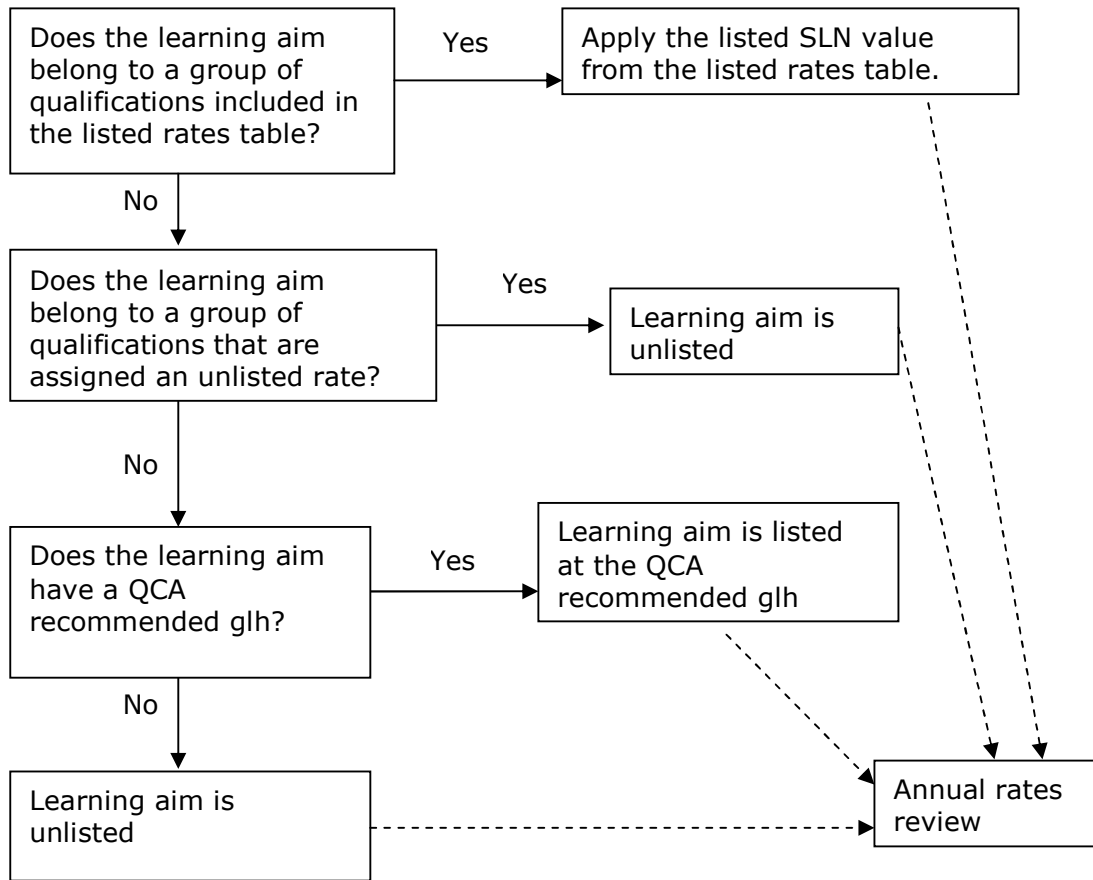 Does the learning aim
belong to a group of
qualifications included in
the listed rates table?
Yes
Apply the listed SLN value
from the listed rates table.
No
Does the learning aim
belong to a group of
qualifications that are
assigned an unlisted rate?
Yes
Learning aim is
unlisted
No
Does the learning aim
have a QCA
recommended glh?
Yes
Learning aim is listed
at the QCA
recommended glh
No
Learning aim is
unlisted
Annual rates
review